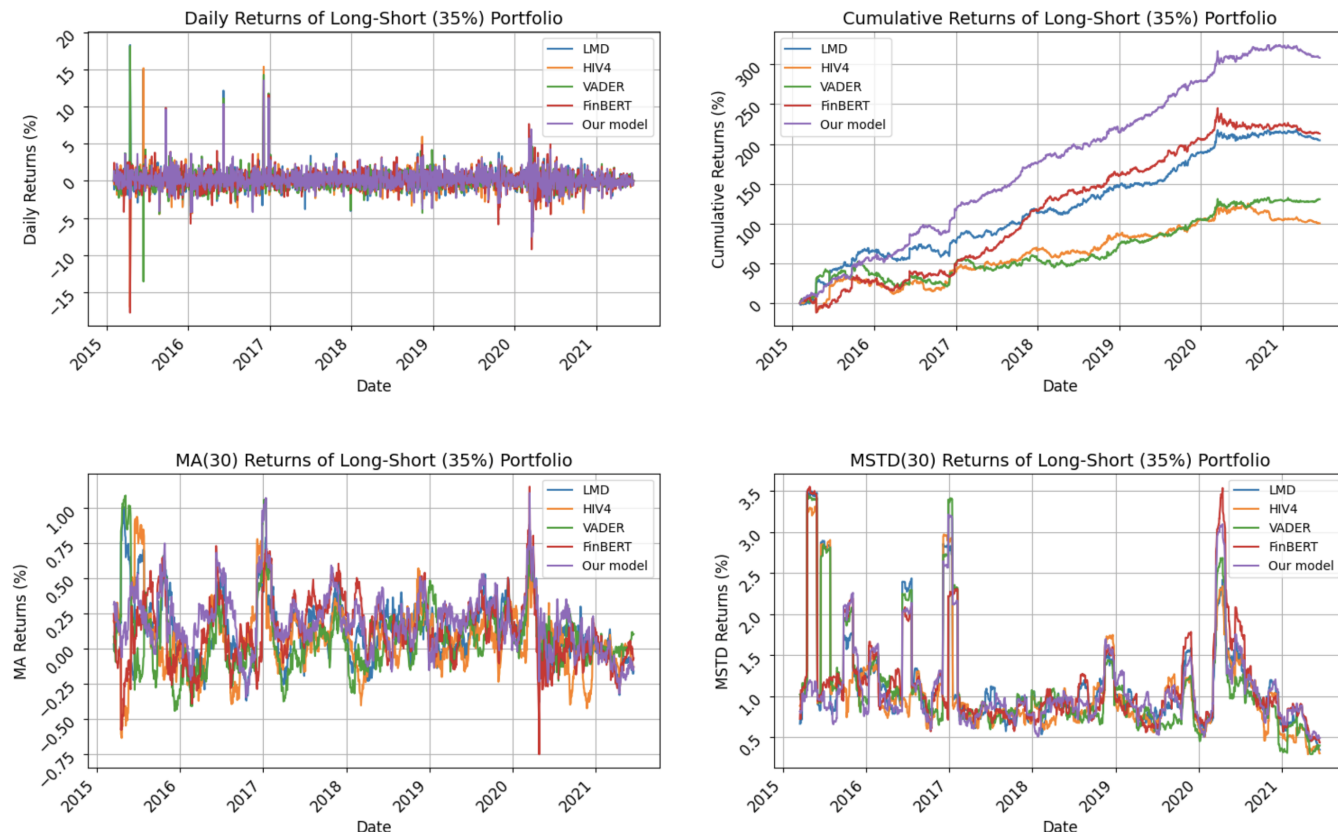 Daily Returns of Long-Short (35%) Portfolio
20
15
10
5
0
−5
−10
−15
Daily Returns (%)
LMD
HIV4
VADER
FinBERT
Our model
2015
2016
2017
2018
2019
2020
2021
Date
Cumulative Returns of Long-Short (35%) Portfolio
300
250
200
150
100
50
0
Cumulative Returns (%)
LMD
HIV4
VADER
FinBERT
Our model
2015
2016
2017
2018
2019
2020
2021
Date
MA(30) Returns of Long-Short (35%) Portfolio
1.00
0.75
0.50
0.25
0.00
−0.25
−0.50
−0.75
MA Returns (%)
LMD
HIV4
VADER
FinBERT
Our model
2015
2016
2017
2018
2019
2020
2021
Date
MSTD(30) Returns of Long-Short (35%) Portfolio
3.5
3.0
2.5
2.0
1.5
1.0
0.5
MSTD Returns (%)
LMD
HIV4
VADER
FinBERT
Our model
2015
2016
2017
2018
2019
2020
2021
Date